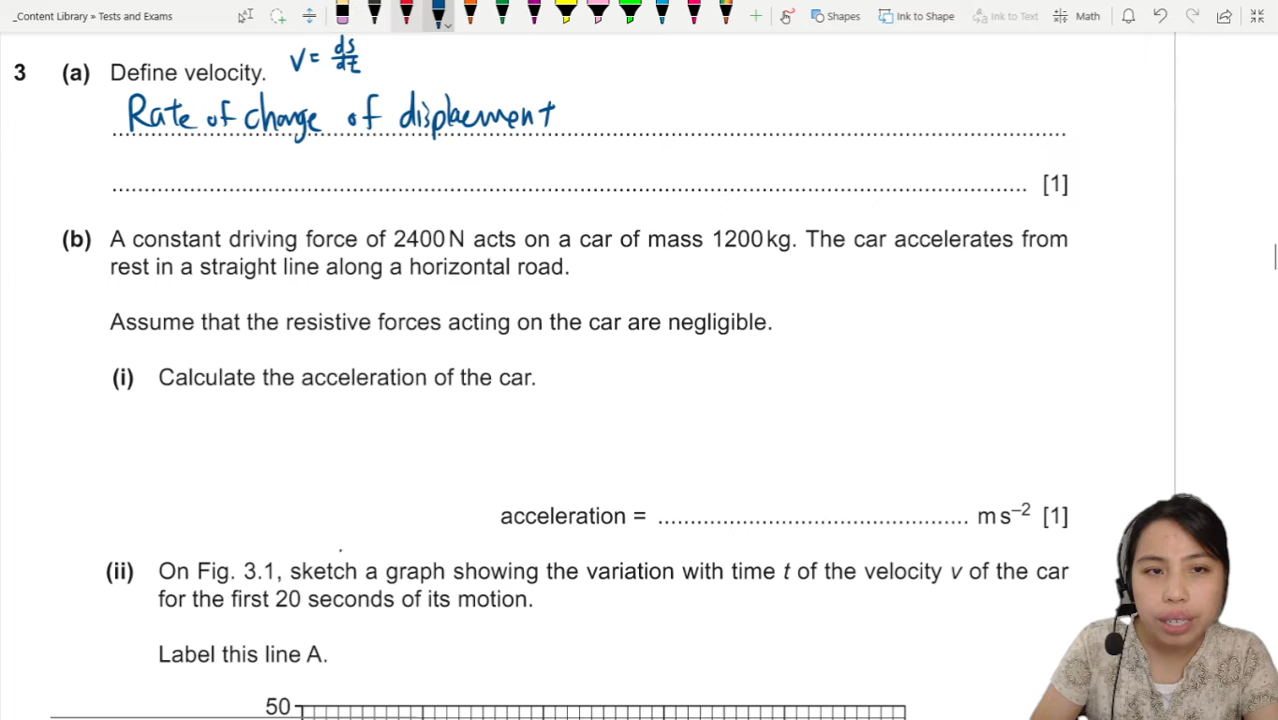 _Content Library » Tests and Exams
Shapes Ink to Shape Ink to Text Math
v = ds/dt
3 (a) Define velocity.
Rate of change of displacement
[1]
(b) A constant driving force of 2400 N acts on a car of mass 1200 kg. The car accelerates from
rest in a straight line along a horizontal road.
Assume that the resistive forces acting on the car are negligible.
(i) Calculate the acceleration of the car.
acceleration = ................................................ m s⁻² [1]
(ii) On Fig. 3.1, sketch a graph showing the variation with time t of the velocity v of the car
for the first 20 seconds of its motion.
Label this line A.
50